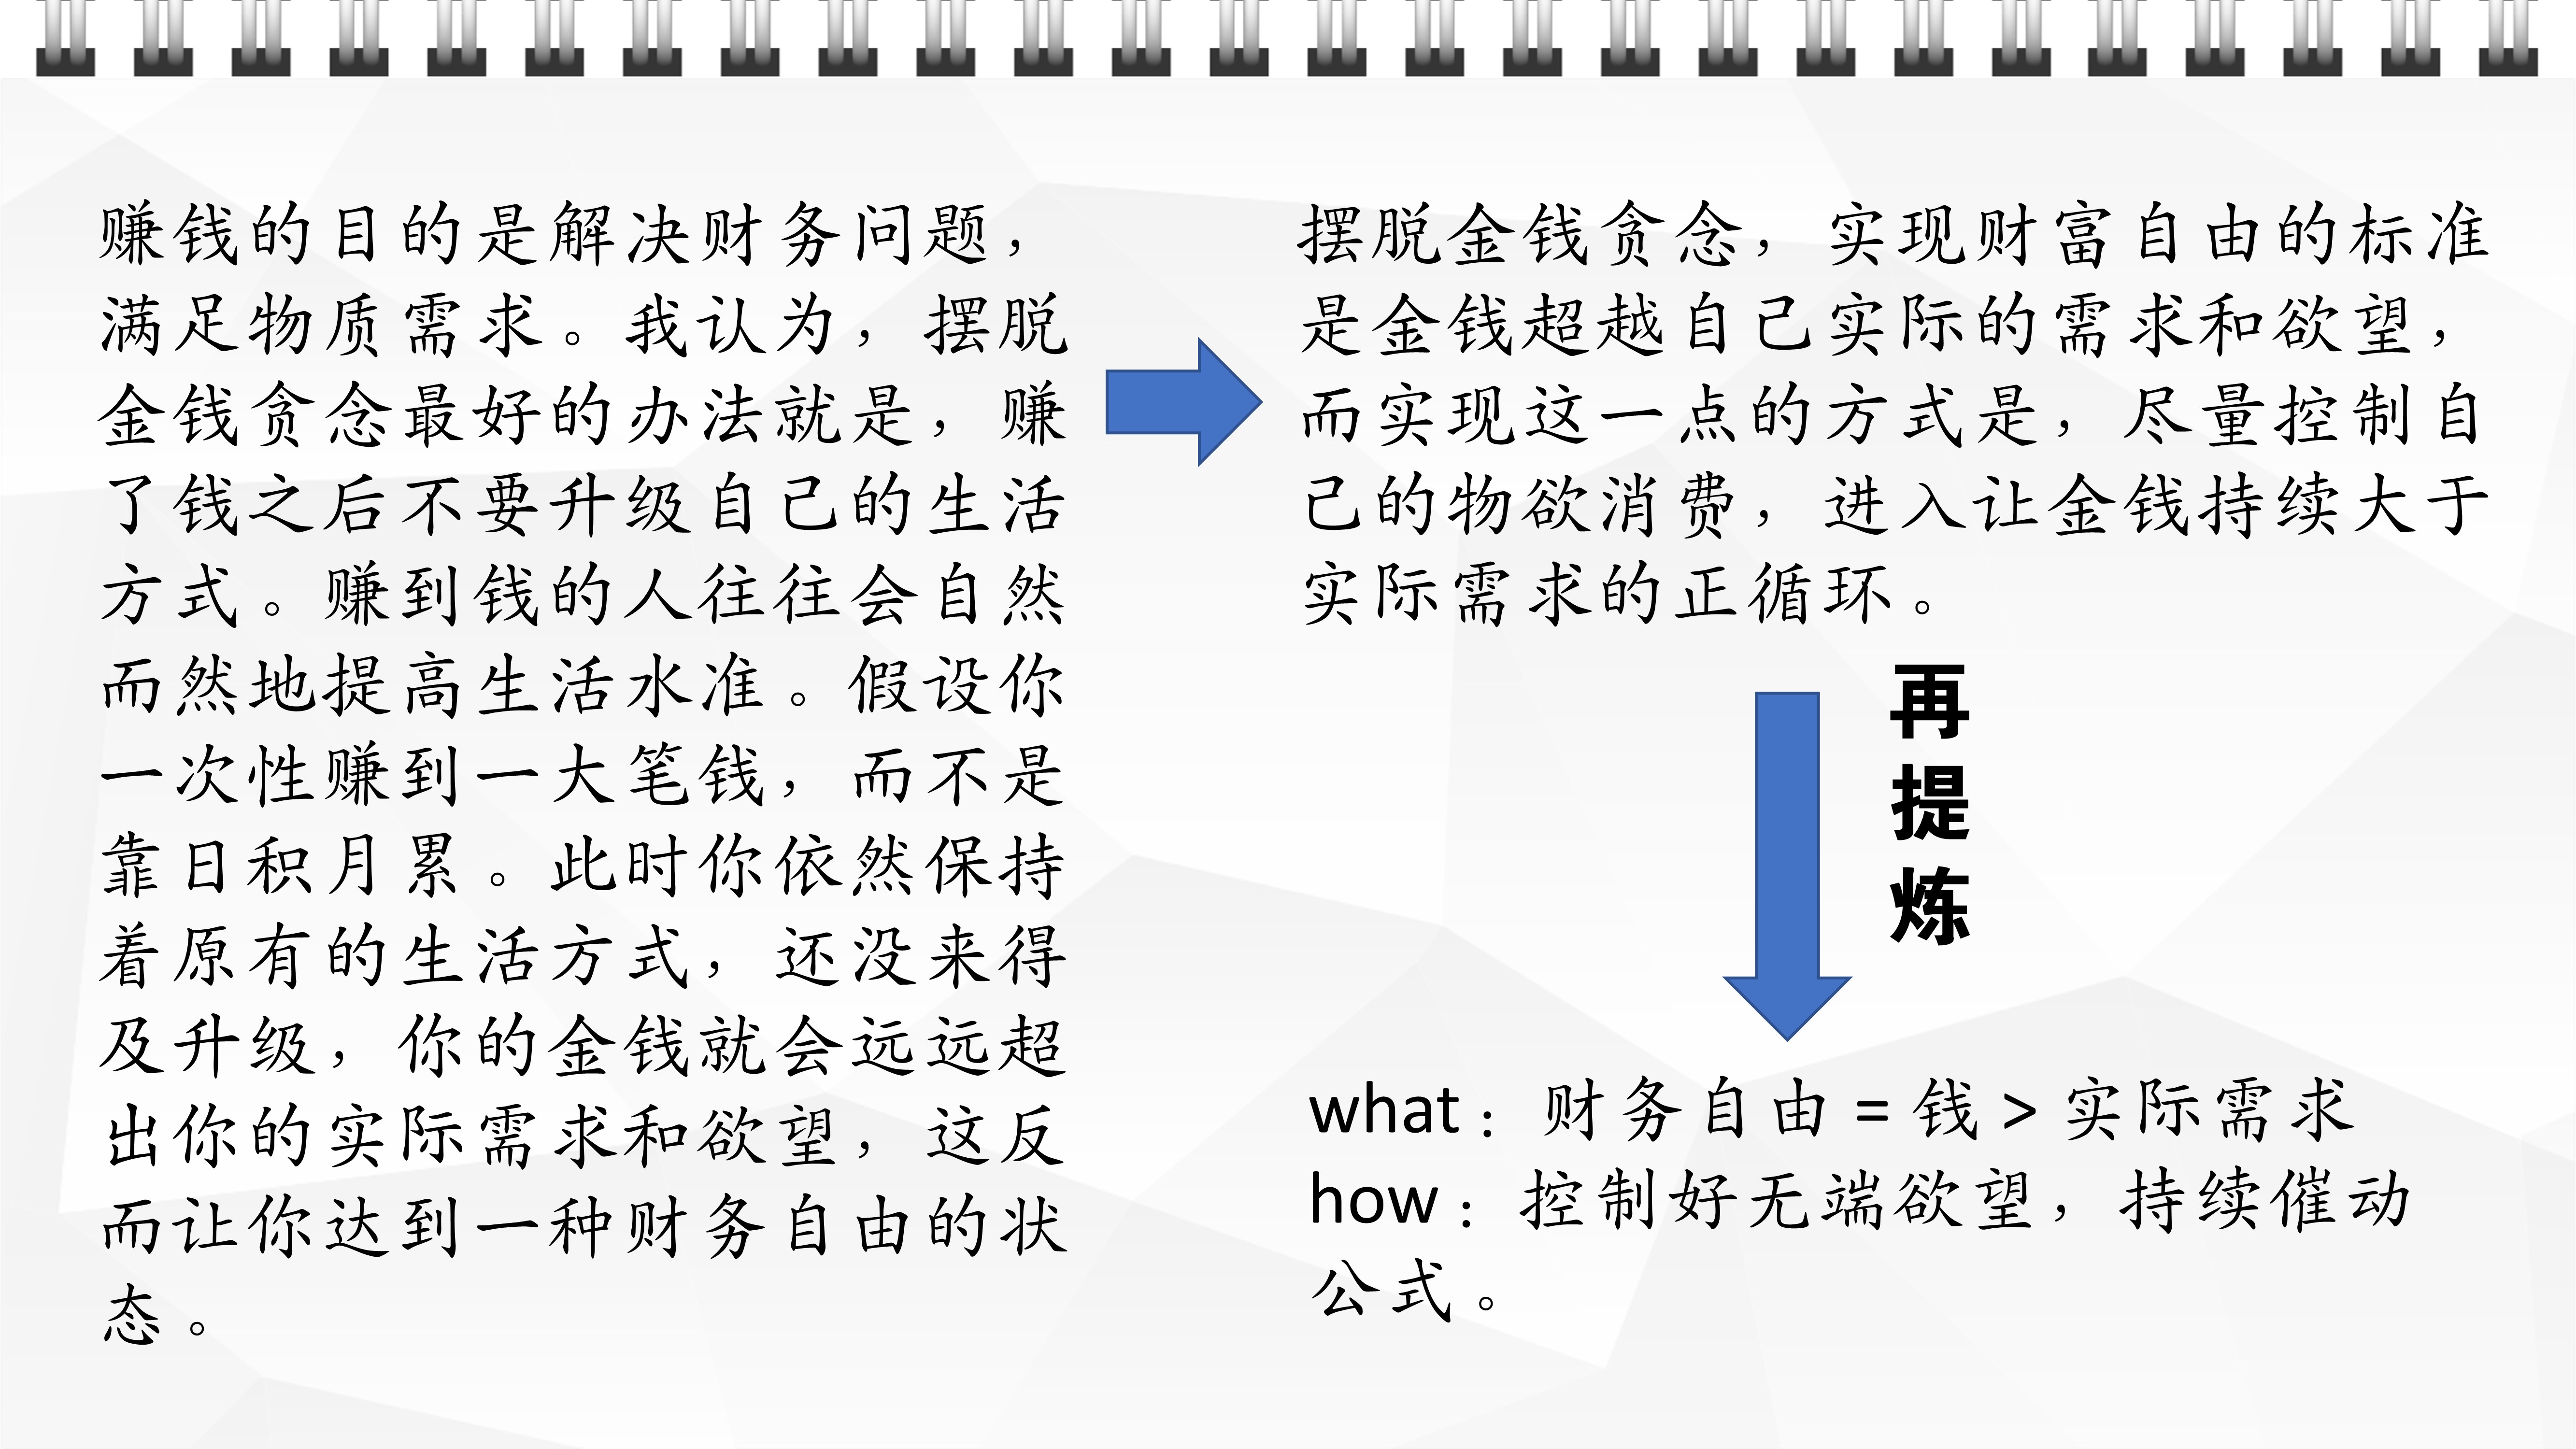 赚钱的目的是解决财务问题，
满足物质需求。我认为，摆脱
金钱贪念最好的办法就是，赚
了钱之后不要升级自己的生活
方式。赚到钱的人往往会自然
而然地提高生活水准。假设你
一次性赚到一大笔钱，而不是
靠日积月累。此时你依然保持
着原有的生活方式，还没来得
及升级，你的金钱就会远远超
出你的实际需求和欲望，这反
而让你达到一种财务自由的状
态。
摆脱金钱贪念，实现财富自由的标准
是金钱超越自己实际的需求和欲望，
而实现这一点的方式是，尽量控制自
己的物欲消费，进入让金钱持续大于
实际需求的正循环。
再
提
炼
what：财务自由=钱>实际需求
how：控制好无端欲望，持续催动
公式。